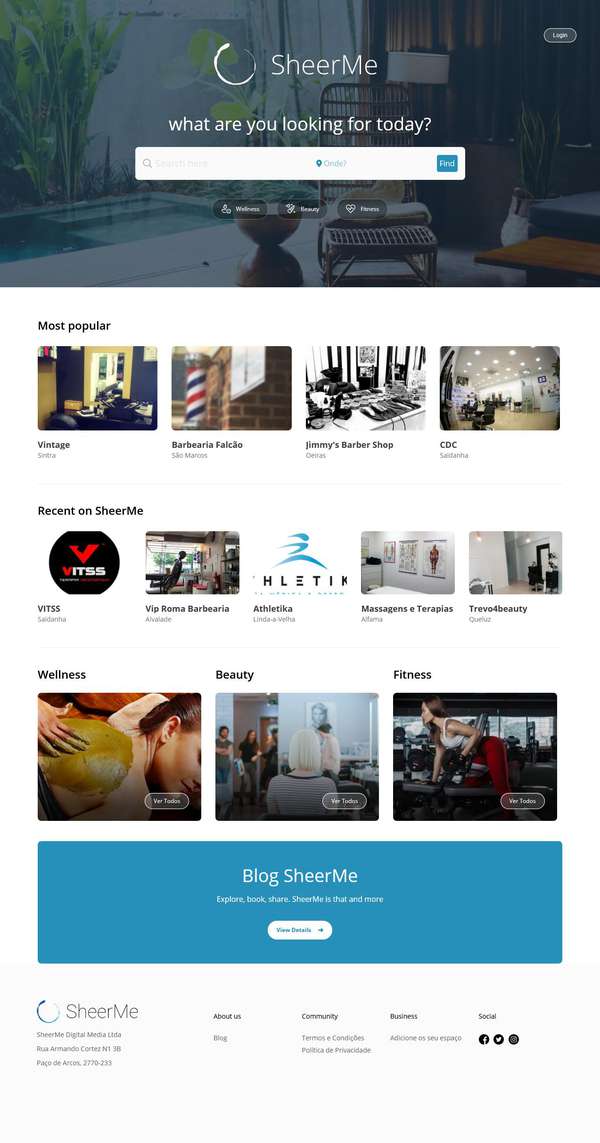 Login
SheerMe
what are you looking for today?
Search here
Onde?
Find
Wellness
Beauty
Fitness
Most popular
Vintage
Sintra
Barbearia Falcão
São Marcos
Jimmy's Barber Shop
Oeiras
CDC
Saldanha
Recent on SheerMe
VITSS
VITSS
Saldanha
Vip Roma Barbearia
Alvalade
HLETIK
Athletika
Linda-a-Velha
Massagens e Terapias
Alfama
Trevo4beauty
Queluz
Wellness
Ver Todos
Beauty
Ver Todos
Fitness
Ver Todos
Blog SheerMe
Explore, book, share. SheerMe is that and more
View Details
SheerMe
SheerMe Digital Media Ltda
Rua Armando Cortez N1 3B
Paço de Arcos, 2770-233
About us
Blog
Community
Termos e Condições
Política de Privacidade
Business
Adicione os seu espaço
Social